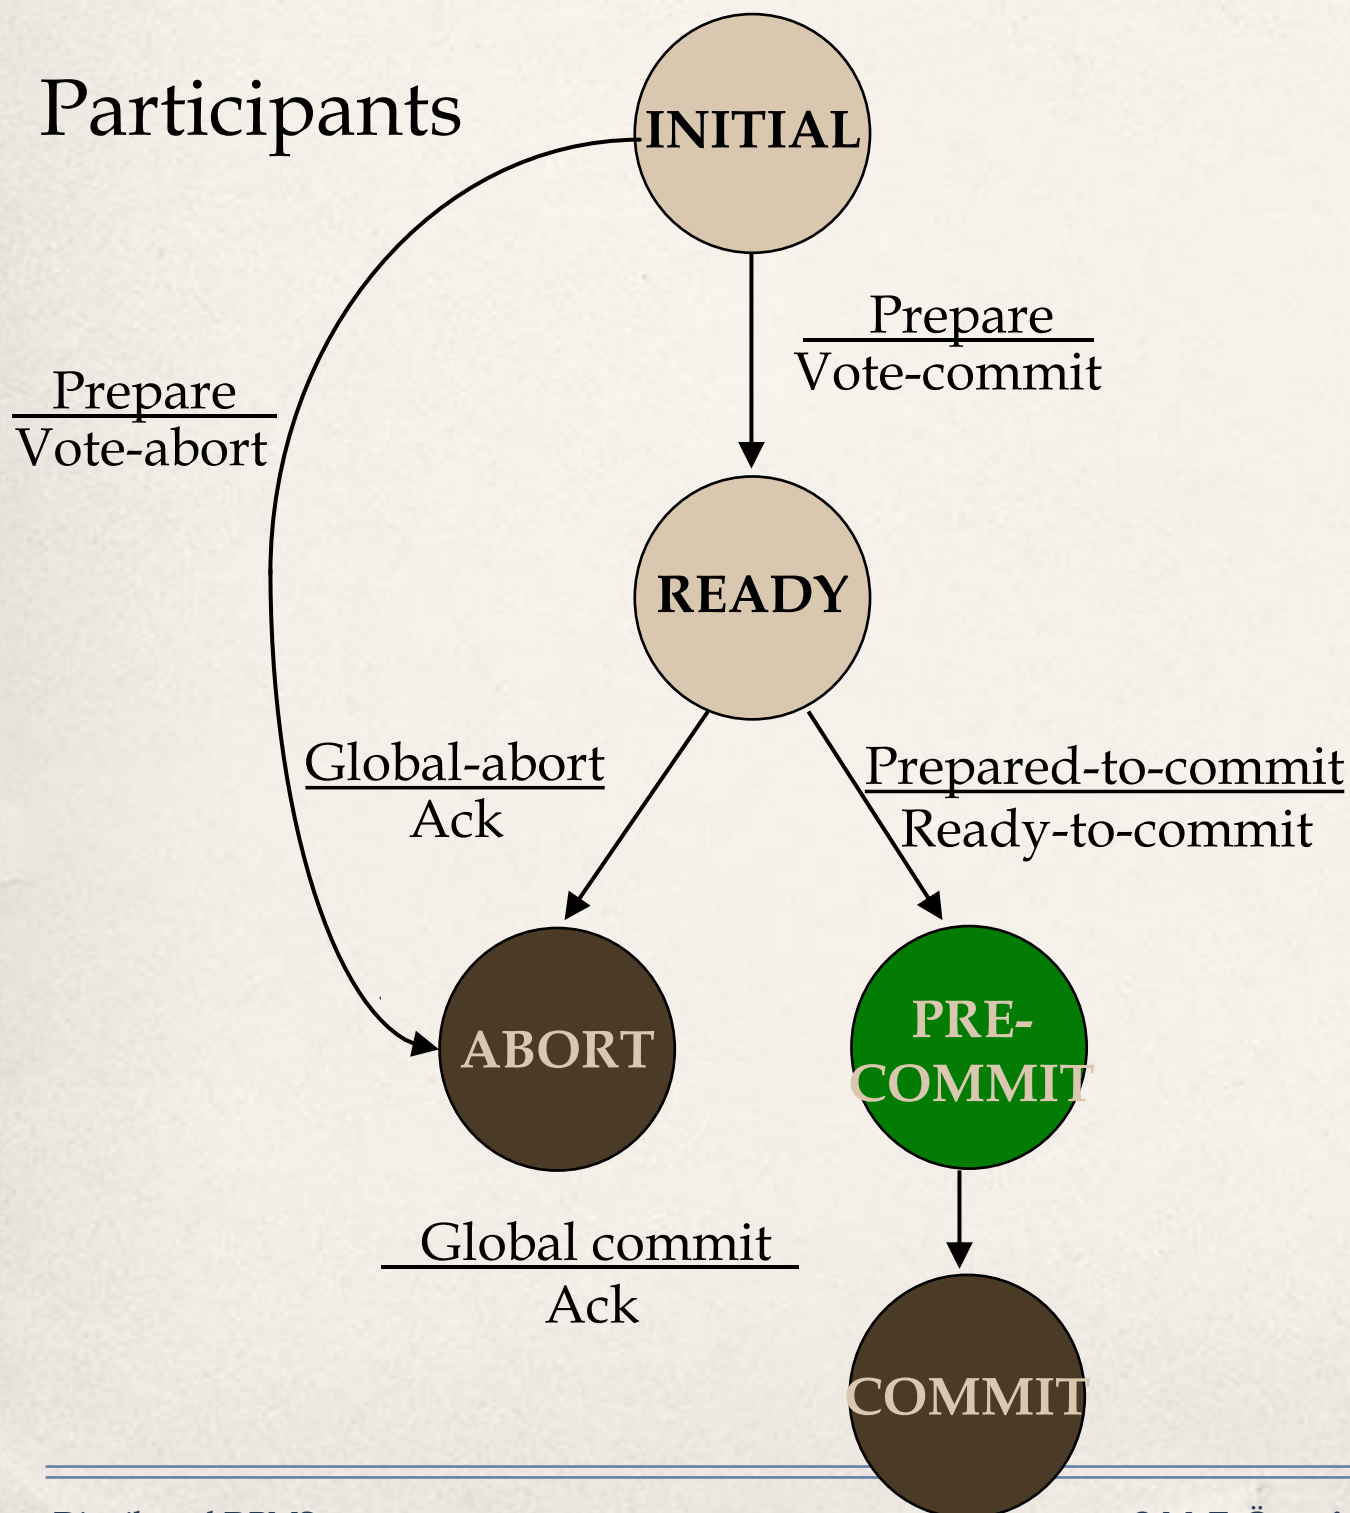 Participants
INITIAL
Prepare
Vote-commit
Prepare
Vote-abort
READY
Global-abort
Ack
Prepared-to-commit
Ready-to-commit
ABORT
PRE-
COMMIT
Global commit
Ack
COMMIT